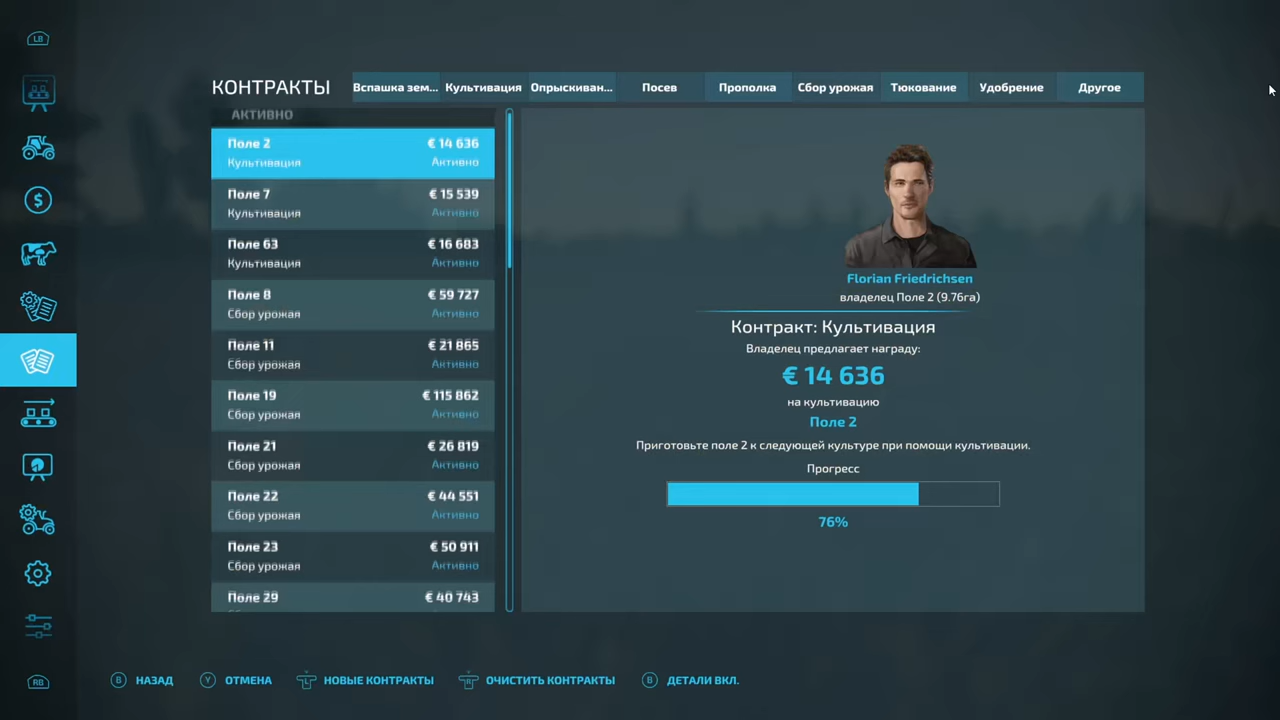 LB
КОНТРАКТЫ
Вспашка зем...
Культивация
Опрыскиван...
Посев
Прополка
Сбор урожая
Тюкование
Удобрение
Другое
АКТИВНО
Поле 2 € 14 636
Культивация Активно
Поле 7 € 15 539
Культивация Активно
Поле 63 € 16 683
Культивация Активно
Поле 8 € 59 727
Сбор урожая Активно
Поле 11 € 21 865
Сбор урожая Активно
Поле 19 € 115 862
Сбор урожая Активно
Поле 21 € 26 819
Сбор урожая Активно
Поле 22 € 44 551
Сбор урожая Активно
Поле 23 € 50 911
Сбор урожая Активно
Поле 29 € 40 743
Florian Friedrichsen
владелец Поле 2 (9.76га)
Контракт: Культивация
Владелец предлагает награду:
€ 14 636
на культивацию
Поле 2
Приготовьте поле 2 к следующей культуре при помощи культивации.
Прогресс
76%
RB
B НАЗАД
Y ОТМЕНА
L НОВЫЕ КОНТРАКТЫ
R ОЧИСТИТЬ КОНТРАКТЫ
B ДЕТАЛИ ВКЛ.